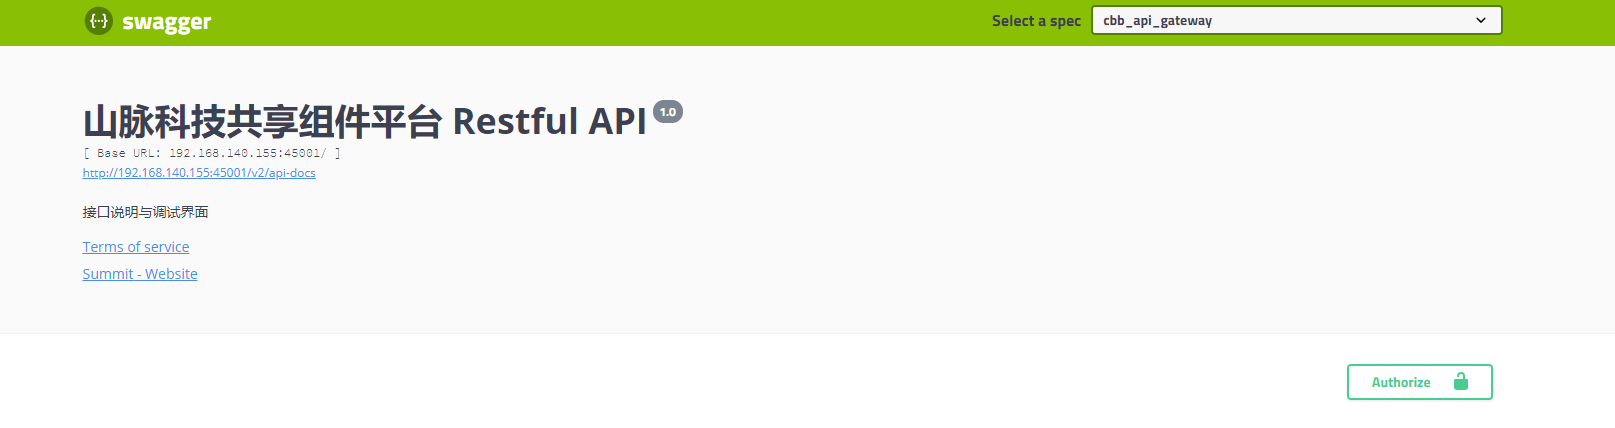 swagger
Select a spec
cbb_api_gateway
山脉科技共享组件平台 Restful API 1.0
[ Base URL: 192.168.140.155:45001/ ]
http://192.168.140.155:45001/v2/api-docs
接口说明与调试界面
Terms of service
Summit - Website
Authorize